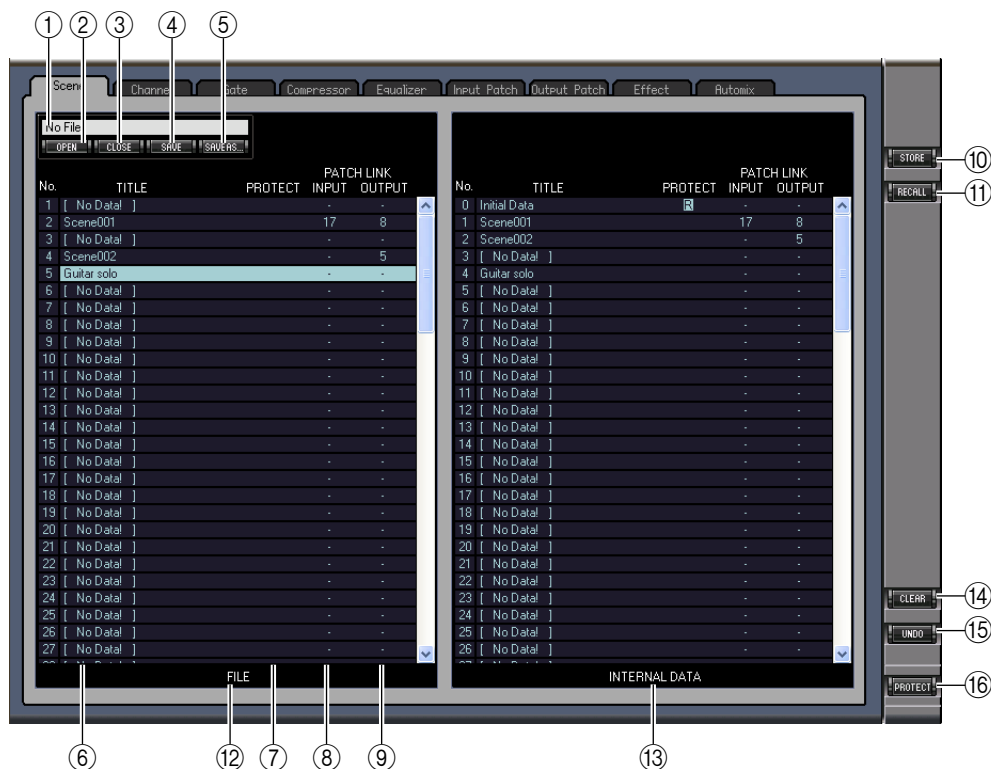 ① ② ③ ④ ⑤
Scene Channel Gate Compressor Equalizer Input Patch Output Patch Effect Automix
No File
OPEN CLOSE SAVE SAVE AS...
STORE ⑩
RECALL ⑪
PATCH LINK
No. TITLE PROTECT INPUT OUTPUT
1 [ No Data! ] - -
2 Scene001 17 8
3 [ No Data! ] - -
4 Scene002 - 5
5 Guitar solo - -
6 [ No Data! ] - -
7 [ No Data! ] - -
8 [ No Data! ] - -
9 [ No Data! ] - -
10 [ No Data! ] - -
11 [ No Data! ] - -
12 [ No Data! ] - -
13 [ No Data! ] - -
14 [ No Data! ] - -
15 [ No Data! ] - -
16 [ No Data! ] - -
17 [ No Data! ] - -
18 [ No Data! ] - -
19 [ No Data! ] - -
20 [ No Data! ] - -
21 [ No Data! ] - -
22 [ No Data! ] - -
23 [ No Data! ] - -
24 [ No Data! ] - -
25 [ No Data! ] - -
26 [ No Data! ] - -
27 [ No Data! ] - -
FILE
PATCH LINK
No. TITLE PROTECT INPUT OUTPUT
0 Initial Data R - -
1 Scene001 17 8
2 Scene002 - 5
3 [ No Data! ] - -
4 Guitar solo - -
5 [ No Data! ] - -
6 [ No Data! ] - -
7 [ No Data! ] - -
8 [ No Data! ] - -
9 [ No Data! ] - -
10 [ No Data! ] - -
11 [ No Data! ] - -
12 [ No Data! ] - -
13 [ No Data! ] - -
14 [ No Data! ] - -
15 [ No Data! ] - -
16 [ No Data! ] - -
17 [ No Data! ] - -
18 [ No Data! ] - -
19 [ No Data! ] - -
20 [ No Data! ] - -
21 [ No Data! ] - -
22 [ No Data! ] - -
23 [ No Data! ] - -
24 [ No Data! ] - -
25 [ No Data! ] - -
26 [ No Data! ] - -
INTERNAL DATA
CLEAR ⑭
UNDO ⑮
PROTECT ⑯
⑥ ⑫ ⑦ ⑧ ⑨ ⑬